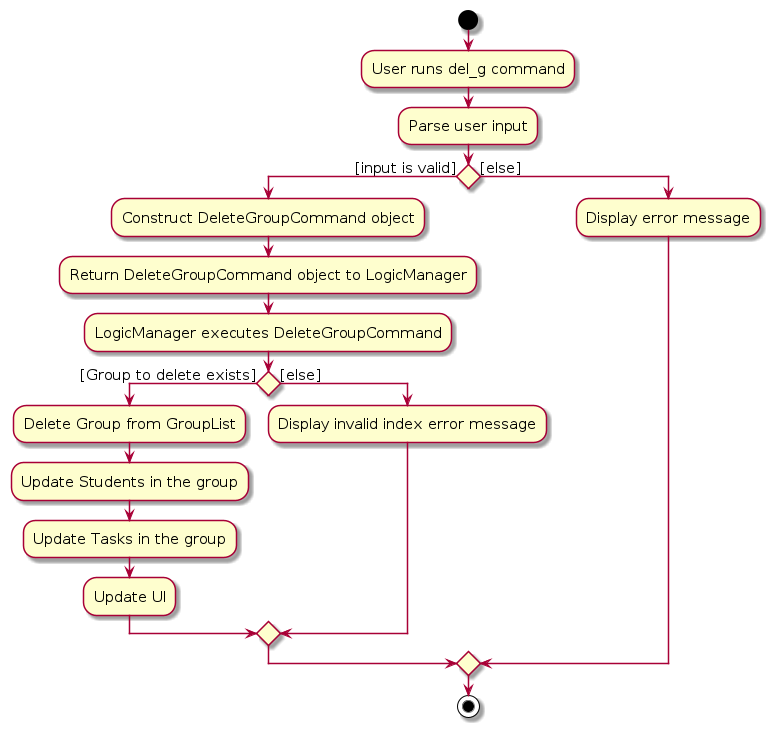 User runs del_g command
Parse user input
[input is valid]
[else]
Construct DeleteGroupCommand object
Display error message
Return DeleteGroupCommand object to LogicManager
LogicManager executes DeleteGroupCommand
[Group to delete exists]
[else]
Delete Group from GroupList
Display invalid index error message
Update Students in the group
Update Tasks in the group
Update UI